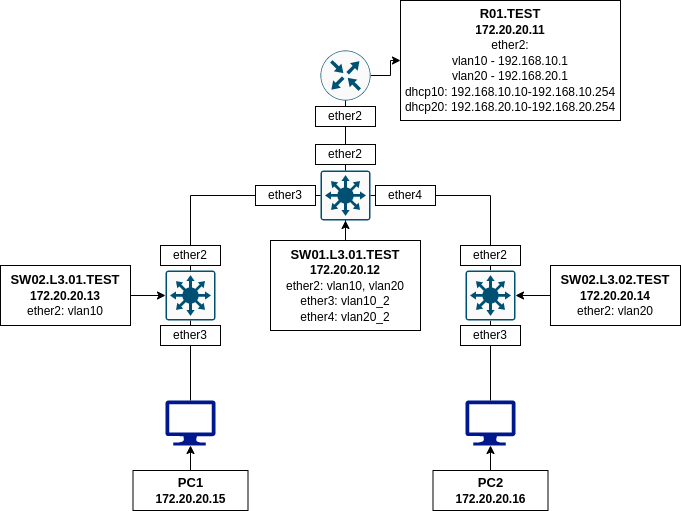 R01.TEST
172.20.20.11
ether2:
vlan10 - 192.168.10.1
vlan20 - 192.168.20.1
dhcp10: 192.168.10.10-192.168.10.254
dhcp20: 192.168.20.10-192.168.20.254
ether2
ether2
ether3
ether4
ether2
SW01.L3.01.TEST
172.20.20.12
ether2: vlan10, vlan20
ether3: vlan10_2
ether4: vlan20_2
ether2
SW02.L3.01.TEST
172.20.20.13
ether2: vlan10
SW02.L3.02.TEST
172.20.20.14
ether2: vlan20
ether3
ether3
PC1
172.20.20.15
PC2
172.20.20.16